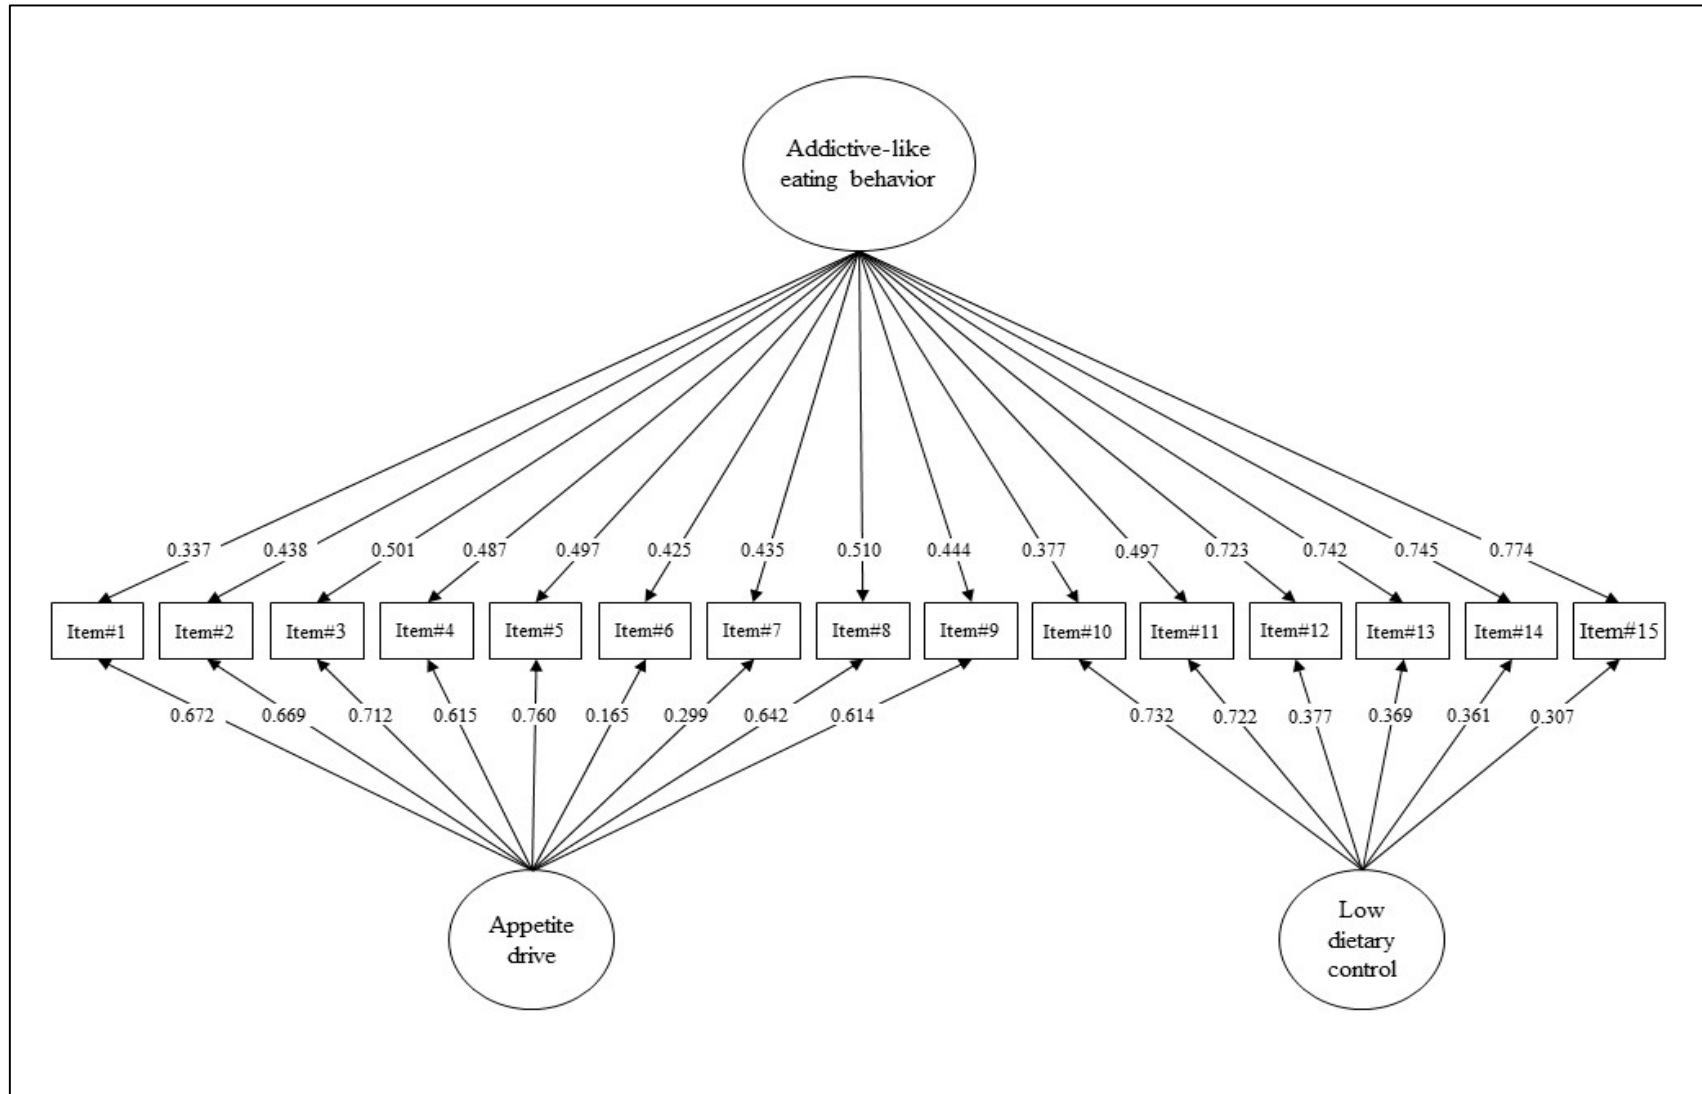 Addictive-like
eating behavior
0.337 0.438 0.501 0.487 0.497 0.425 0.435 0.510 0.444 0.377 0.497 0.723 0.742 0.745 0.774
Item#1 Item#2 Item#3 Item#4 Item#5 Item#6 Item#7 Item#8 Item#9 Item#10 Item#11 Item#12 Item#13 Item#14 Item#15
0.672 0.669 0.712 0.615 0.760 0.165 0.299 0.642 0.614 0.732 0.722 0.377 0.369 0.361 0.307
Appetite
drive
Low
dietary
control